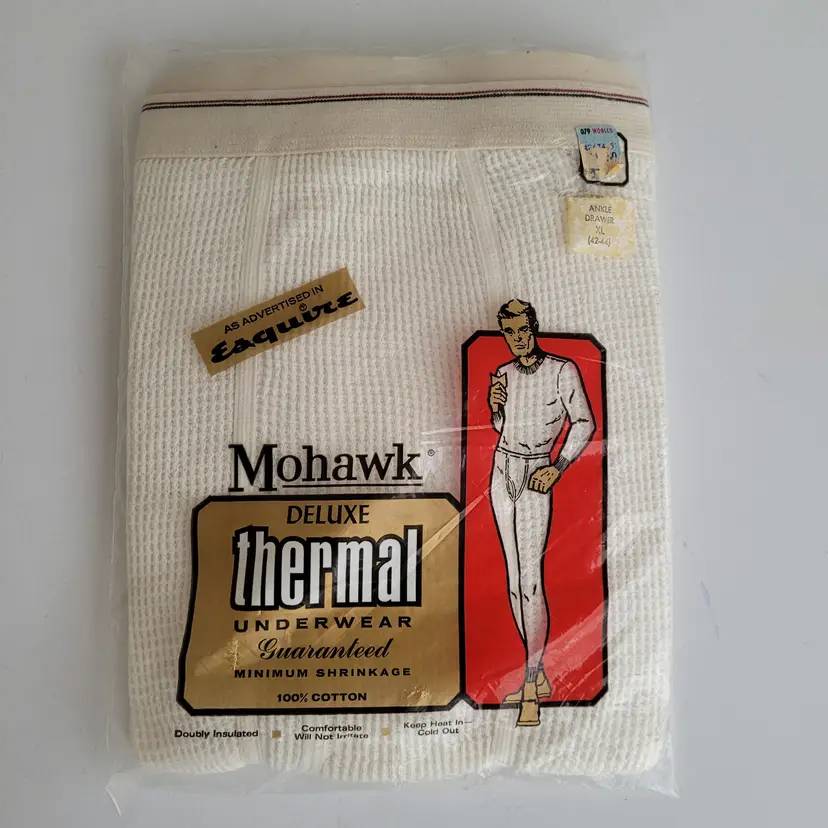 ANKLE
DRAWER
XL
(42-44)
AS ADVERTISED IN
Esquire®
Mohawk®
DELUXE
thermal
UNDERWEAR
Guaranteed
MINIMUM SHRINKAGE
100% COTTON
Doubly Insulated
Comfortable
Will Not Irritate
Keep Heat In—
Cold Out